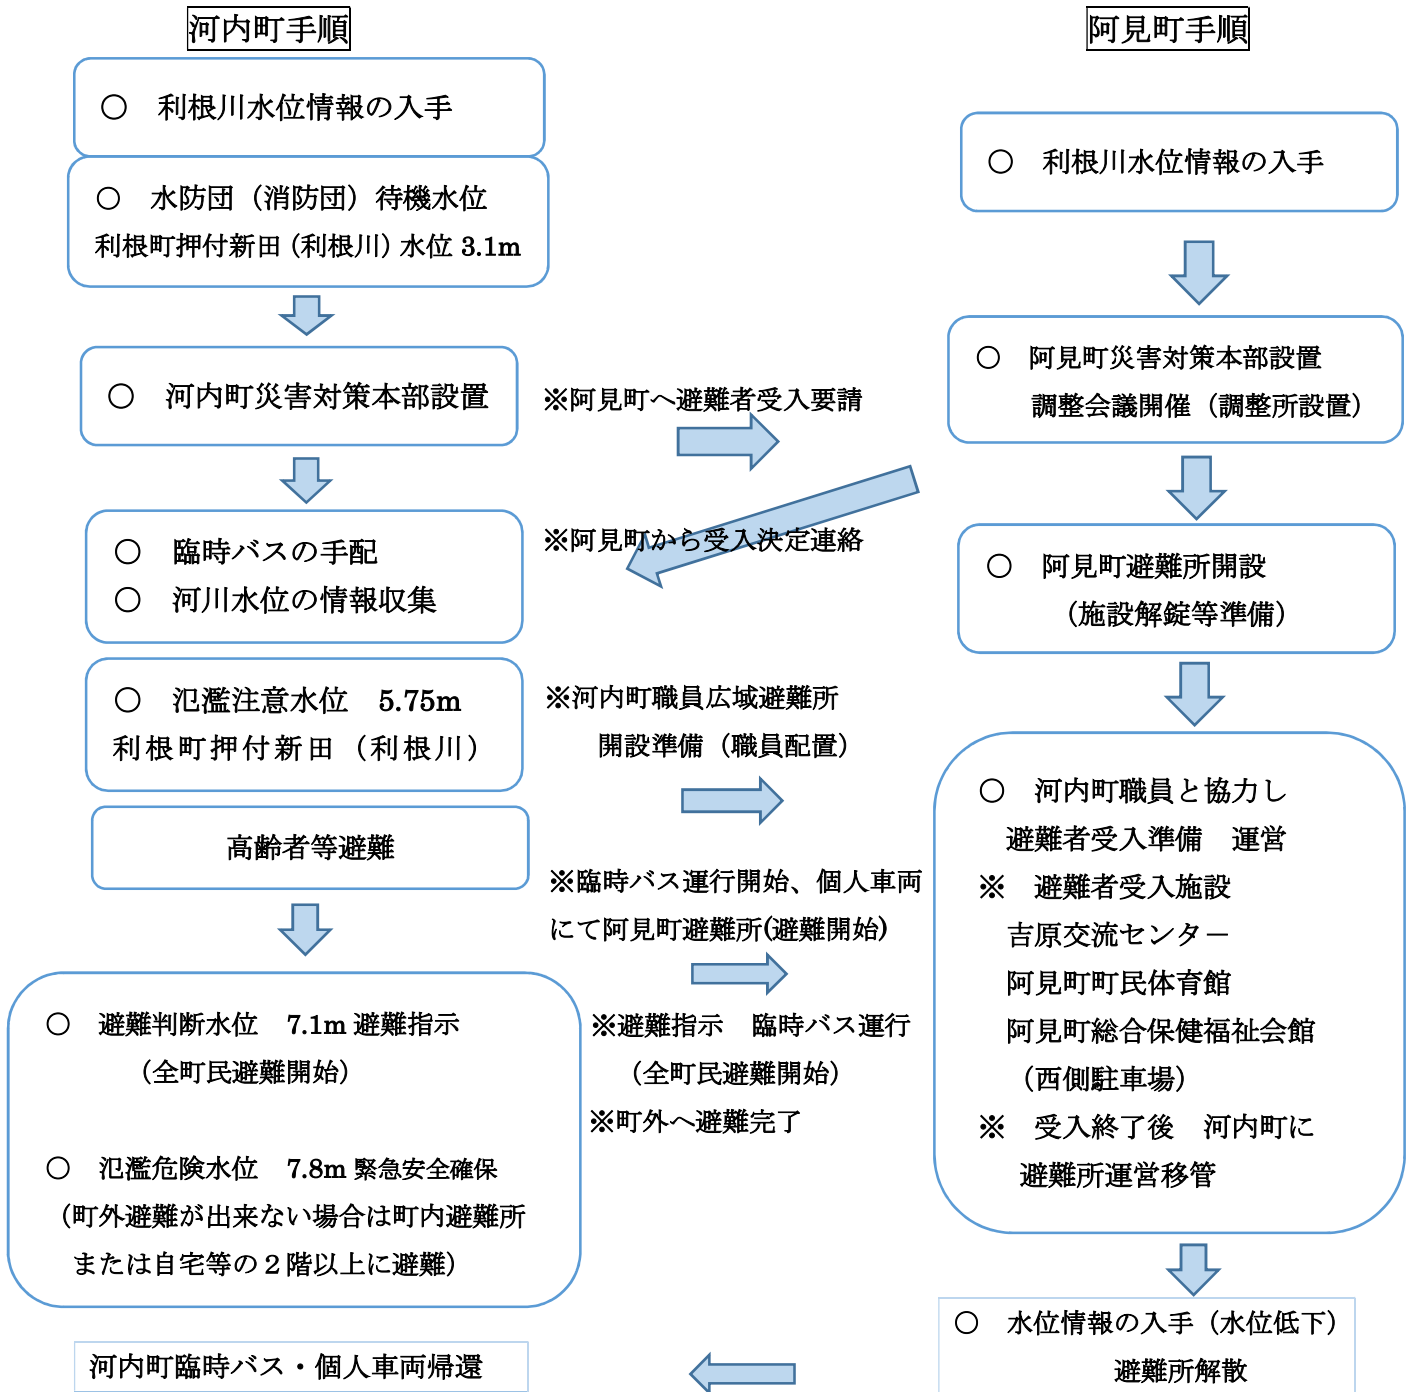 河内町手順
○　利根川水位情報の入手
○　水防団（消防団）待機水位
利根町押付新田（利根川）水位 3.1m
○　河内町災害対策本部設置
○　臨時バスの手配
○　河川水位の情報収集
○　氾濫注意水位　5.75m
利根町押付新田（利根川）
高齢者等避難
○　避難判断水位　7.1m 避難指示
（全町民避難開始）
○　氾濫危険水位　7.8m 緊急安全確保
（町外避難が出来ない場合は町内避難所
または自宅等の２階以上に避難）
河内町臨時バス・個人車両帰還
※阿見町へ避難者受入要請
※阿見町から受入決定連絡
※河内町職員広域避難所
開設準備（職員配置）
※臨時バス運行開始、個人車両
にて阿見町避難所(避難開始)
※避難指示　臨時バス運行
（全町民避難開始）
※町外へ避難完了
阿見町手順
○　利根川水位情報の入手
○　阿見町災害対策本部設置
調整会議開催（調整所設置）
○　阿見町避難所開設
（施設解錠等準備）
○　河内町職員と協力し
避難者受入準備　運営
※　避難者受入施設
吉原交流センター
阿見町町民体育館
阿見町総合保健福祉会館
（西側駐車場）
※　受入終了後　河内町に
避難所運営移管
○　水位情報の入手（水位低下）
避難所解散